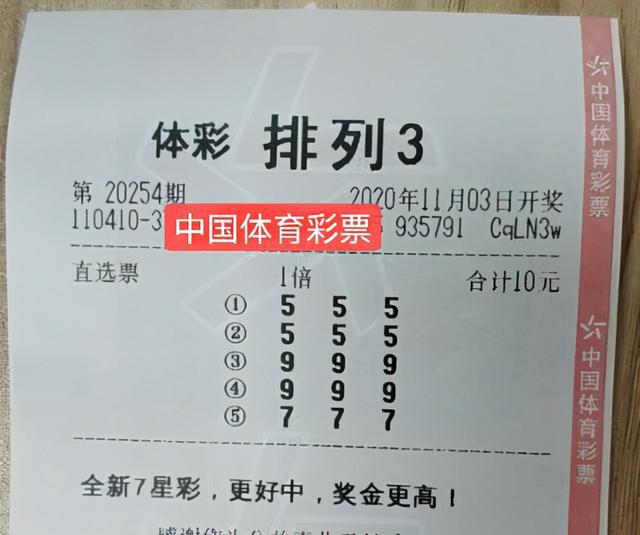 体彩 排列3
第 20254期 2020年11月03日开奖
110410-3 中国体育彩票 935791 CqLN3w
直选票 1倍 合计10元
① 5 5 5
② 5 5 5
③ 9 9 9
④ 9 9 9
⑤ 7 7 7
全新7星彩，更好中，奖金更高！
中国体育彩票
中国体育彩票